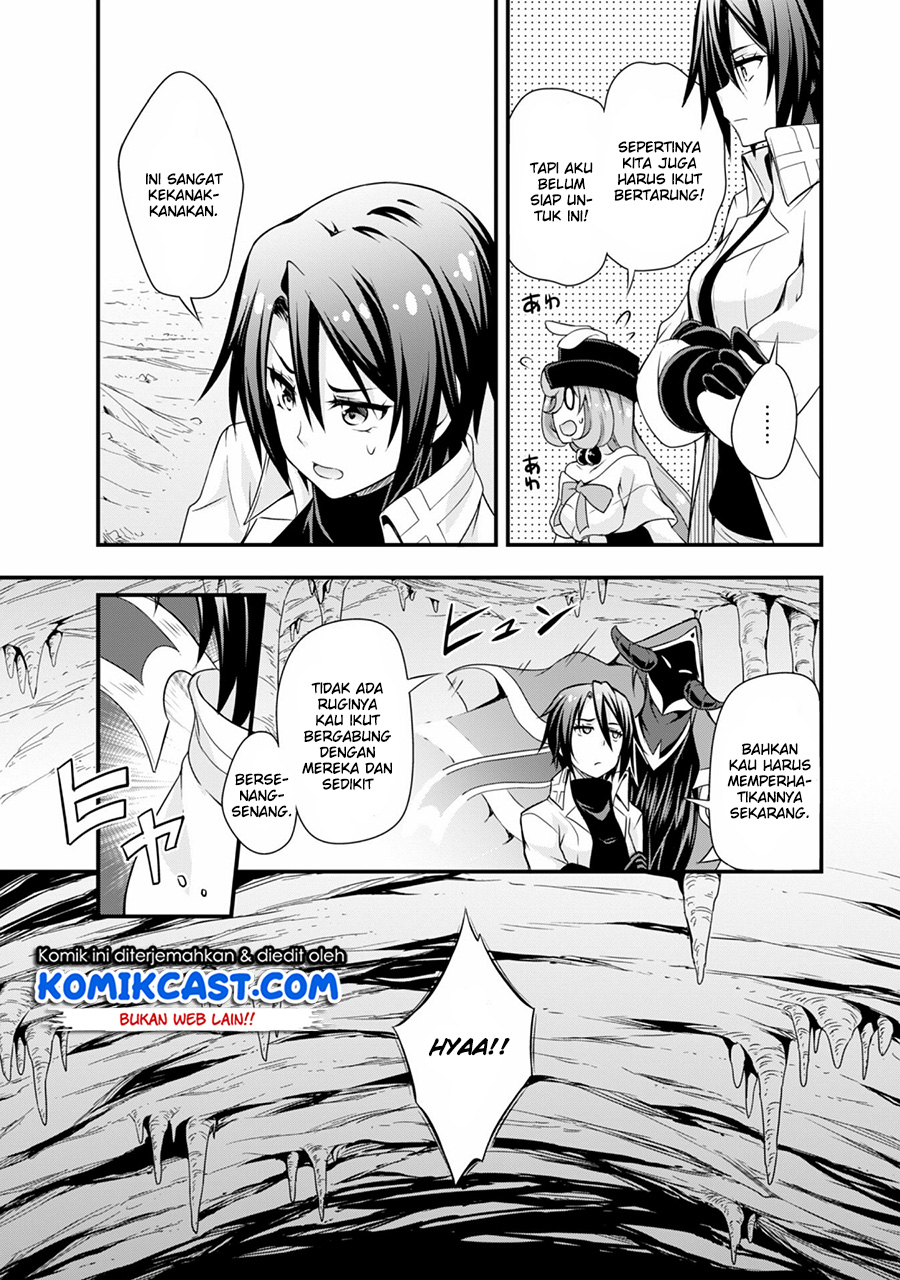 SEPERTINYA
KITA JUGA
HARUS IKUT
BERTARUNG!
TAPI AKU
BELUM
SIAP UN-
TUK INI!
あわ
あわ
.....
INI SANGAT
KEKANAK-
KANAKAN.
ヒュン
BAHKAN
KAU HARUS
MEMPERHA-
TIKANNYA
SEKARANG.
TIDAK ADA
RUGINYA
KAU IKUT
BERGABUNG
DENGAN
MEREKA DAN
SEDIKIT
BERSE-
NANG-
SENANG.
ヒャ...
HYAA!!
Komik ini diterjemahkan & diedit oleh
KOMIKCAST.COM
BUKAN WEB LAIN!!